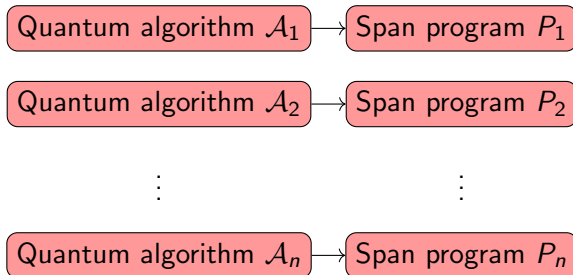 Quantum algorithm 𝒜₁ Span program P₁
Quantum algorithm 𝒜₂ Span program P₂
⋮ ⋮
Quantum algorithm 𝒜ₙ Span program Pₙ